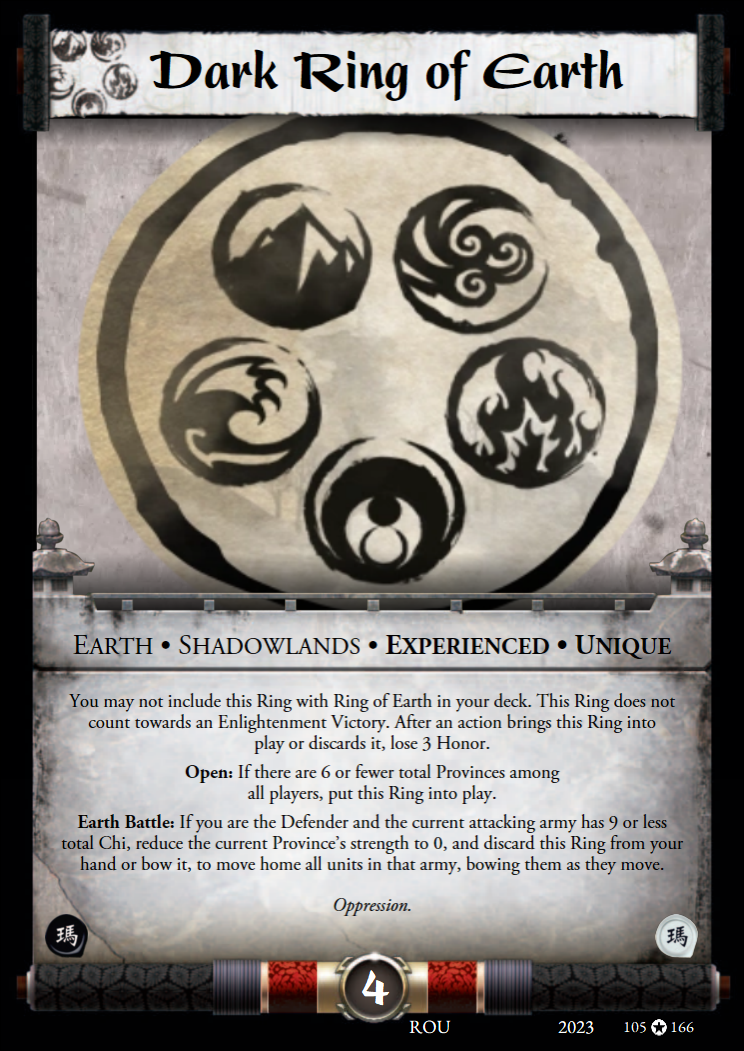 Dark Ring of Earth
Earth • Shadowlands • Experienced • Unique
You may not include this Ring with Ring of Earth in your deck. This Ring does not
count towards an Enlightenment Victory. After an action brings this Ring into
play or discards it, lose 3 Honor.
Open: If there are 6 or fewer total Provinces among
all players, put this Ring into play.
Earth Battle: If you are the Defender and the current attacking army has 9 or less
total Chi, reduce the current Province's strength to 0, and discard this Ring from your
hand or bow it, to move home all units in that army, bowing them as they move.
Oppression.
瑪 瑪
4
ROU 2023 105 166